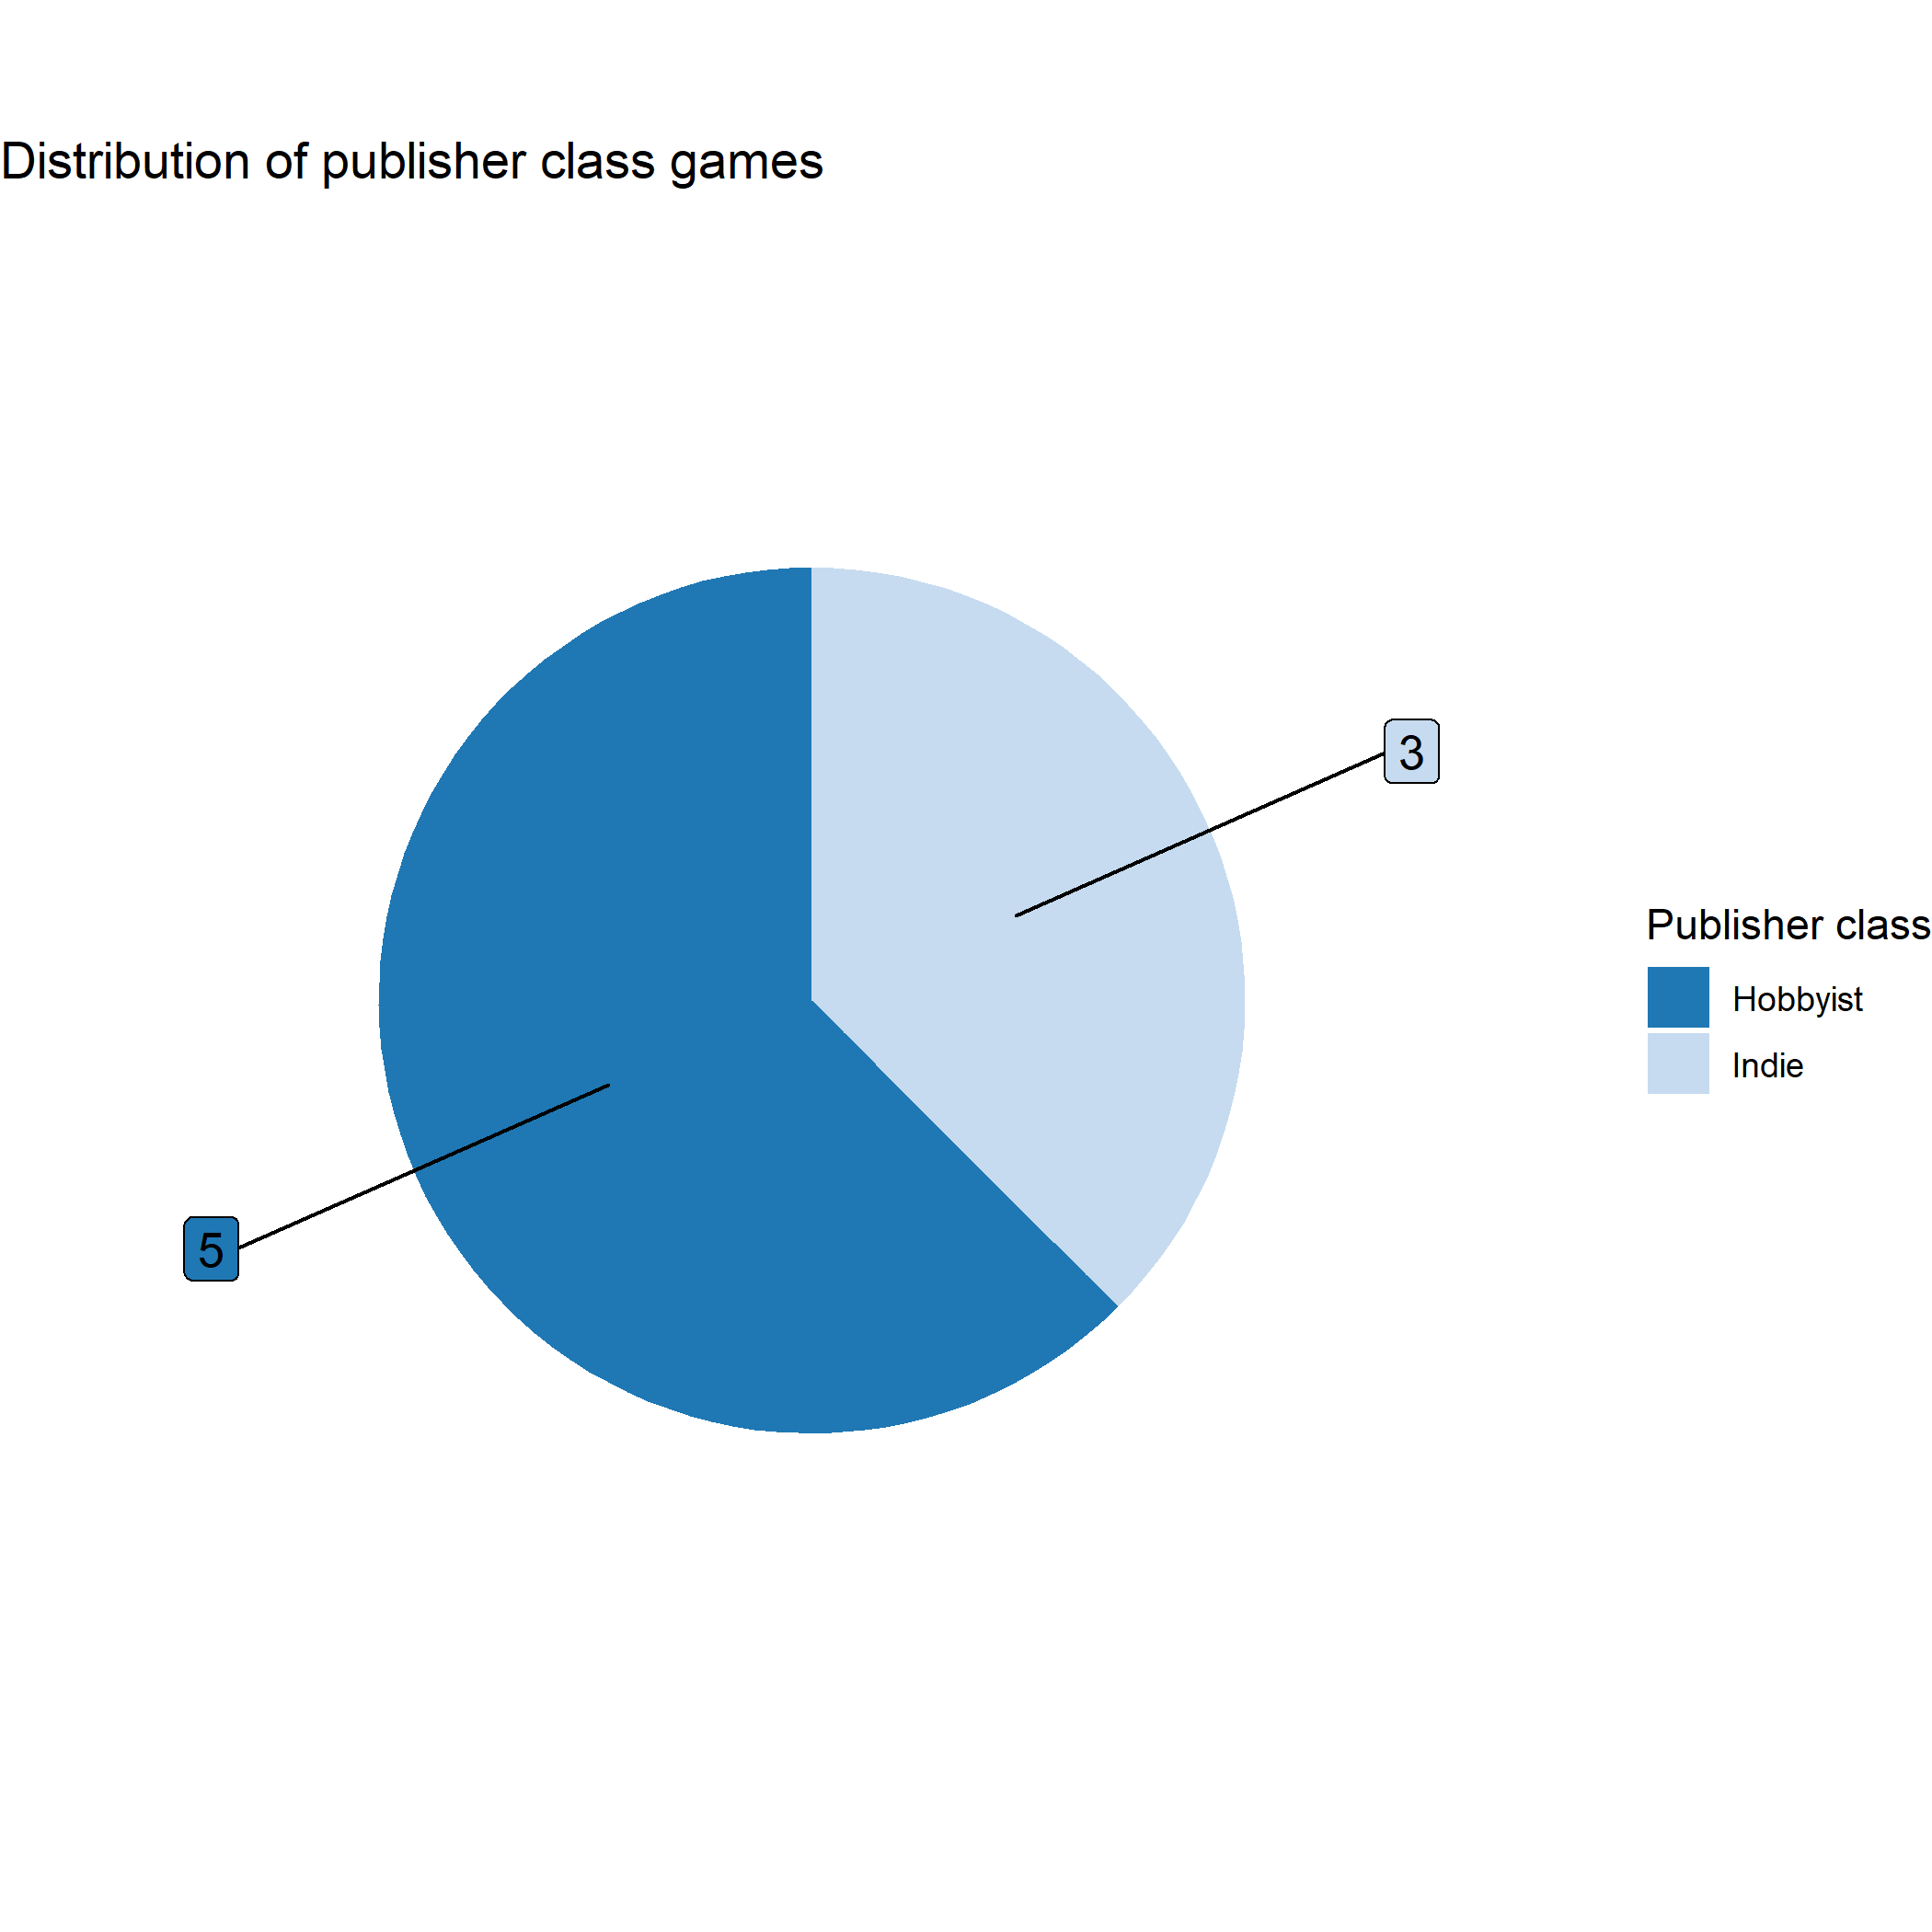 Distribution of publisher class games
3
Publisher class
Hobbyist
Indie
5